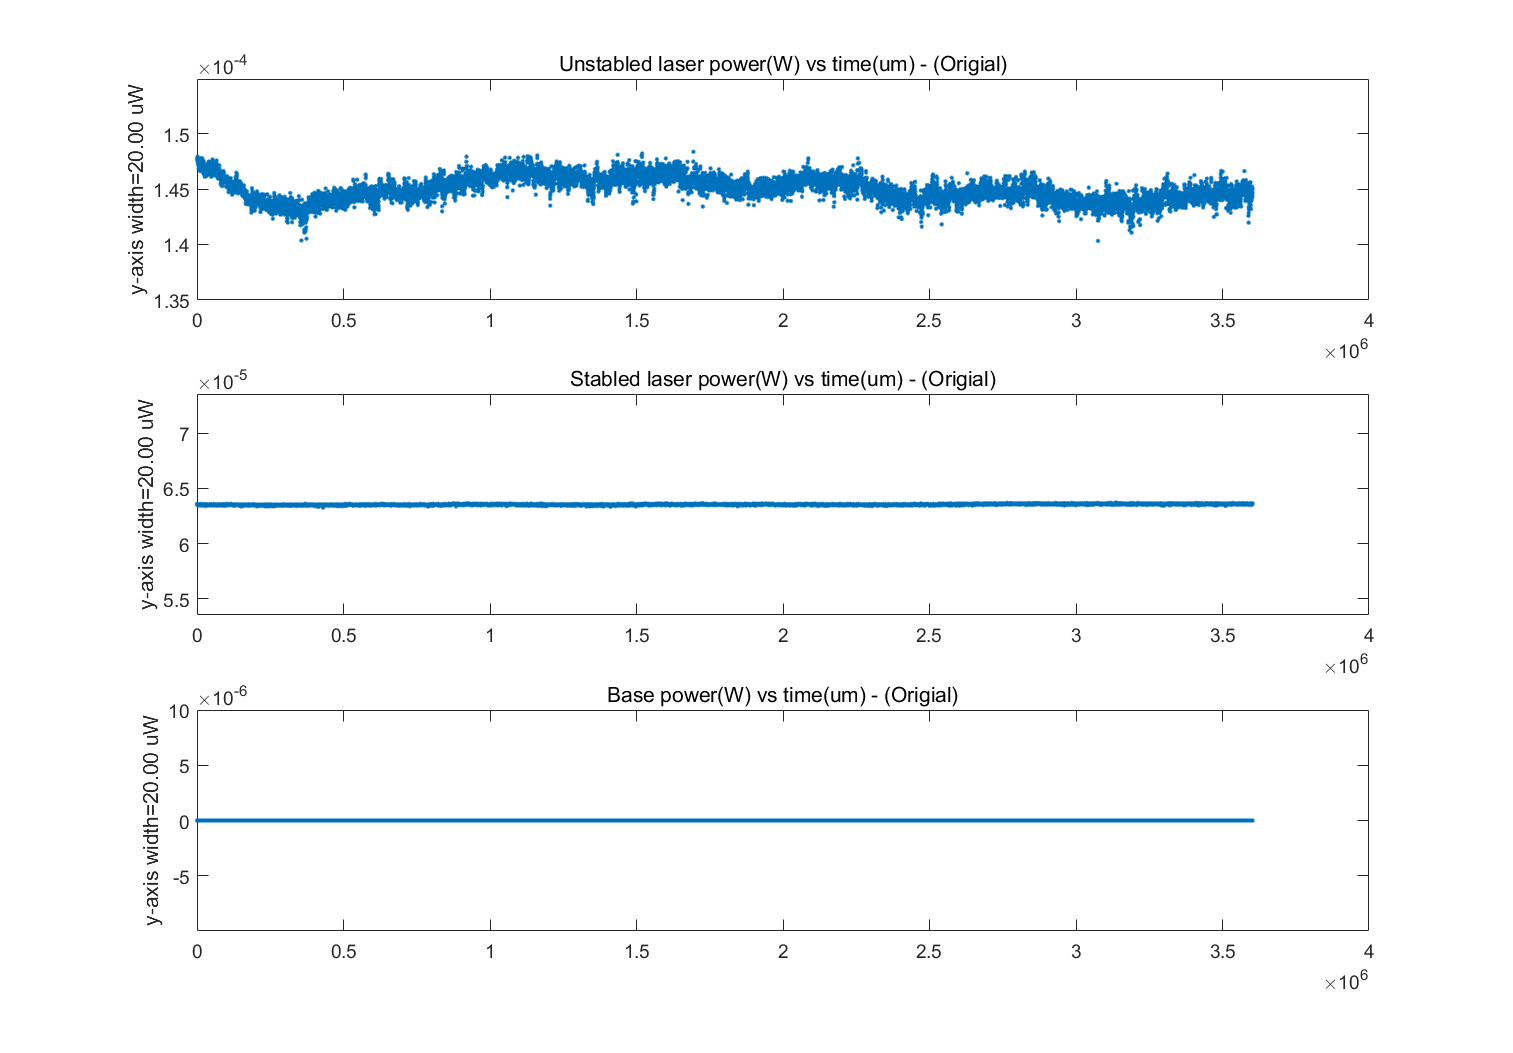 Unstabled laser power(W) vs time(um) - (Origial)
×10-4
y-axis width=20.00 uW
1.5
1.45
1.4
1.35
0 0.5 1 1.5 2 2.5 3 3.5 4
×106
Stabled laser power(W) vs time(um) - (Origial)
×10-5
y-axis width=20.00 uW
7
6.5
6
5.5
0 0.5 1 1.5 2 2.5 3 3.5 4
×106
Base power(W) vs time(um) - (Origial)
×10-6
y-axis width=20.00 uW
10
5
0
-5
0 0.5 1 1.5 2 2.5 3 3.5 4
×106